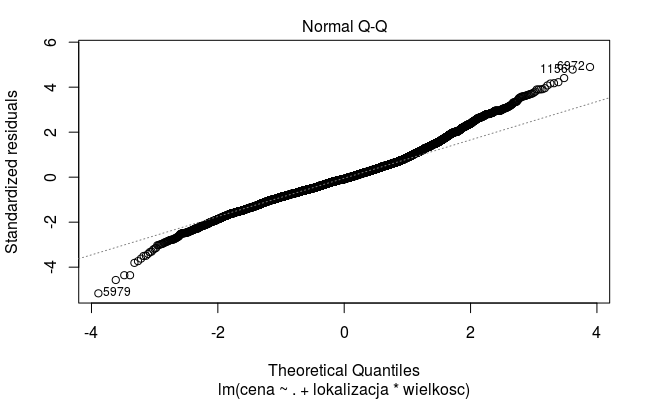 Normal Q-Q
6
4
2
0
-2
-4
Standardized residuals
1156
6972
5979
-4 -2 0 2 4
Theoretical Quantiles
lm(cena ~ . + lokalizacja * wielkosc)